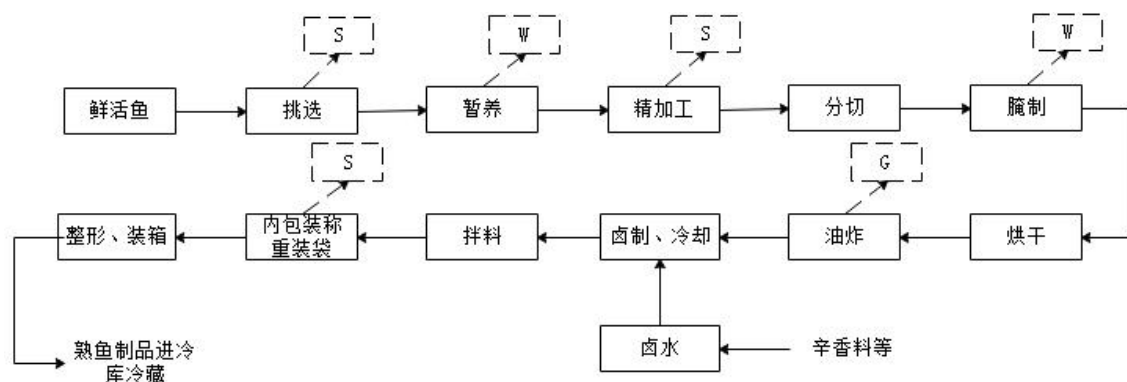 S
W
S
W
鲜活鱼
挑选
暂养
精加工
分切
腌制
S
G
整形、装箱
内包装称
重装袋
拌料
卤制、冷却
油炸
烘干
熟鱼制品进冷
库冷藏
卤水
辛香料等